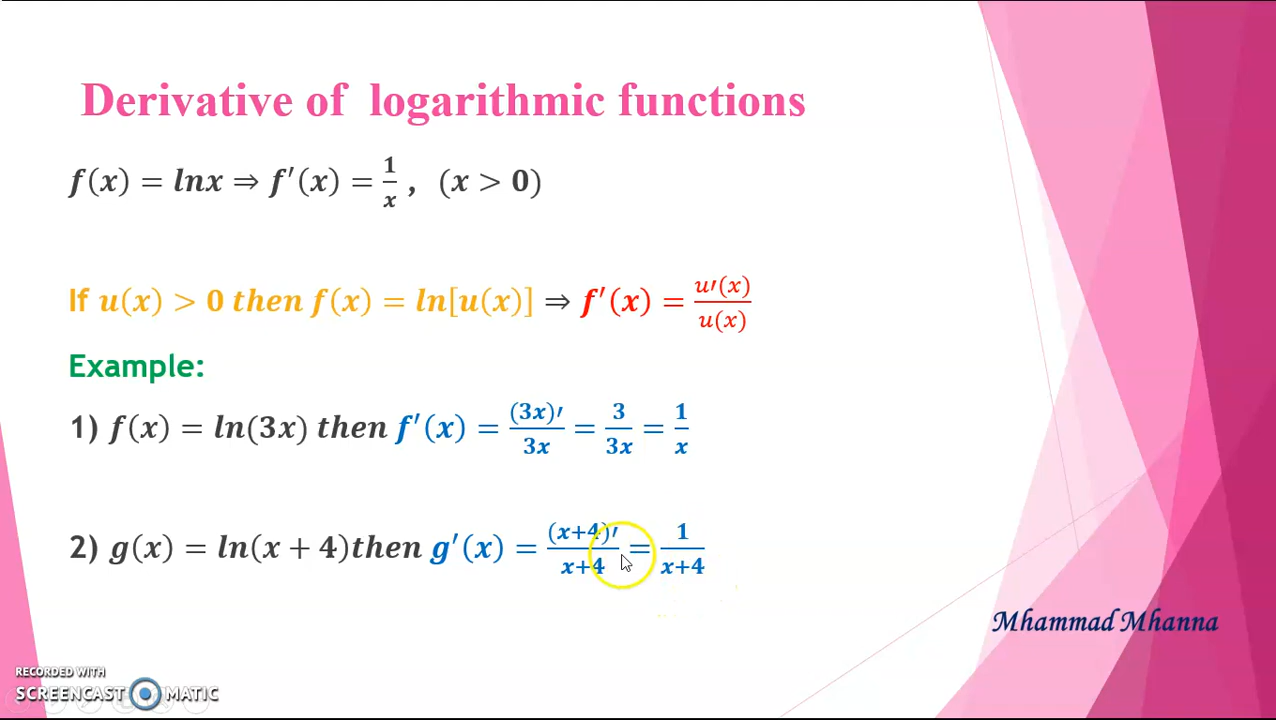 Derivative of logarithmic functions
f(x) = lnx ⇒ f′(x) = 1/x , (x > 0)
If u(x) > 0 then f(x) = ln[u(x)] ⇒ f′(x) = u′(x)/u(x)
Example:
1) f(x) = ln(3x) then f′(x) = (3x)′/3x = 3/3x = 1/x
2) g(x) = ln(x + 4)then g′(x) = (x+4)′/x+4 = 1/x+4
Mhammad Mhanna
RECORDED WITH
SCREENCAST MATIC